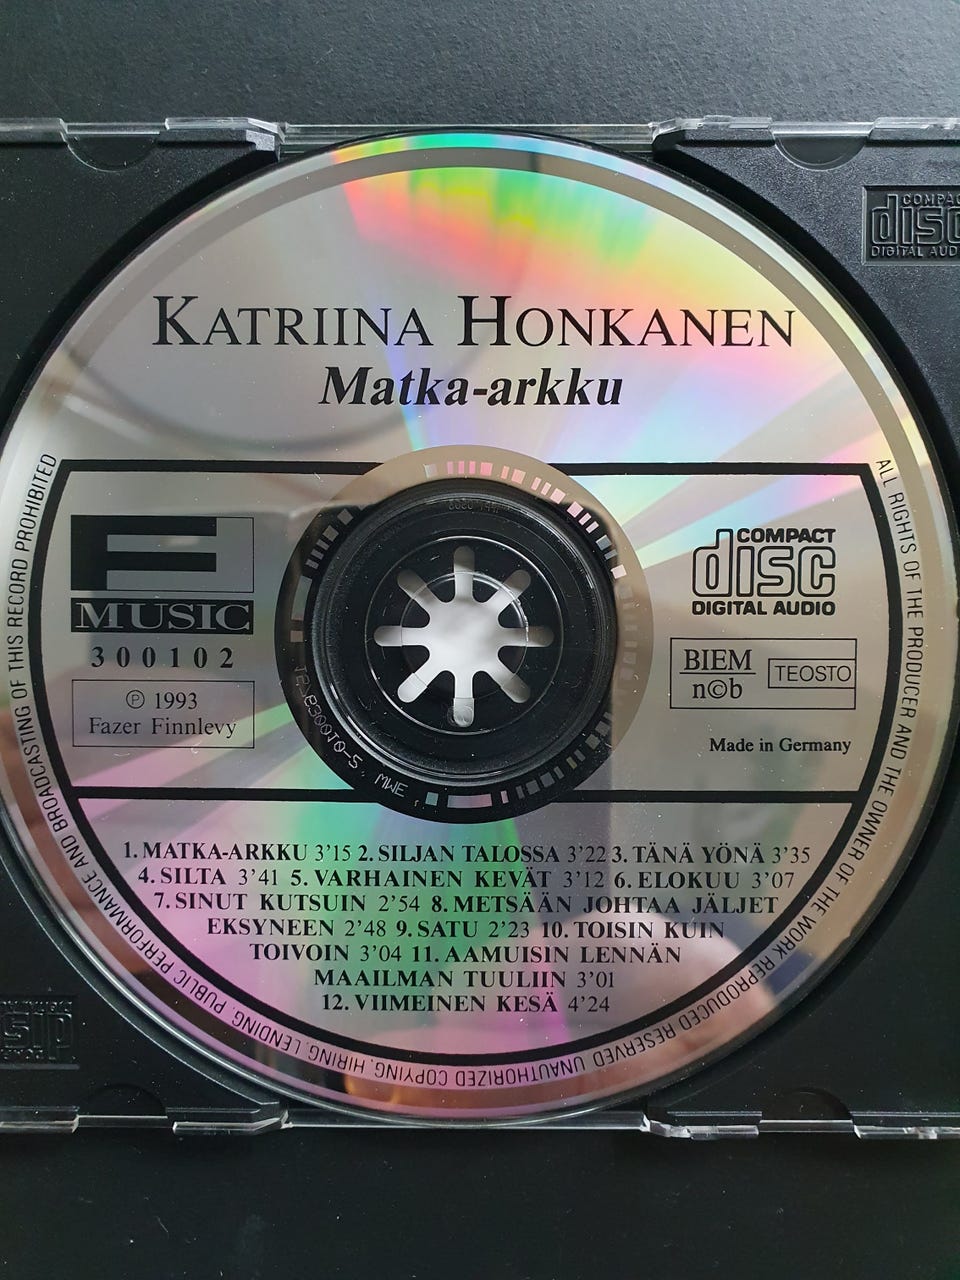 COMPACT
disc
DIGITAL AUDIO
KATRIINA HONKANEN
Matka-arkku
F MUSIC
300102
℗ 1993
Fazer Finnlevy
COMPACT
disc
DIGITAL AUDIO
BIEM
n©b
TEOSTO
Made in Germany
MWE
1. MATKA-ARKKU 3'15 2. SILJAN TALOSSA 3'22 3. TÄNÄ YÖNÄ 3'35
4. SILTA 3'41 5. VARHAINEN KEVÄT 3'12 6. ELOKUU 3'07
7. SINUT KUTSUIN 2'54 8. METSÄÄN JOHTAA JÄLJET
EKSYNEEN 2'48 9. SATU 2'23 10. TOISIN KUIN
TOIVOIN 3'04 11. AAMUISIN LENNÄN
MAAILMAN TUULIIN 3'01
12. VIIMEINEN KESÄ 4'24
ALL RIGHTS OF THE PRODUCER AND THE OWNER OF THE WORK REPRODUCED RESERVED. UNAUTHORIZED COPYING, HIRING, LENDING, PUBLIC PERFORMANCE AND BROADCASTING OF THIS RECORD PROHIBITED